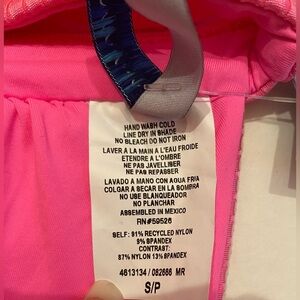 HAND WASH COLD
LINE DRY IN SHADE
NO BLEACH DO NOT IRON
LAVER A LA MAIN A L'EAU FROIDE
ETENDRE A L'OMBRE
NE PAS JAVELLISER
NE PAS REPASSER
LAVADO A MANO CON AGUA FRIA
COLGAR A SECAR EN LA SOMBRA
NO USE BLANQUEADOR
NO PLANCHAR
ASSEMBLED IN MEXICO
RN#59526
SELF: 91% RECYCLED NYLON
9% SPANDEX
CONTRAST:
87% NYLON 13% SPANDEX
4613134 / 082666 MR
S/P